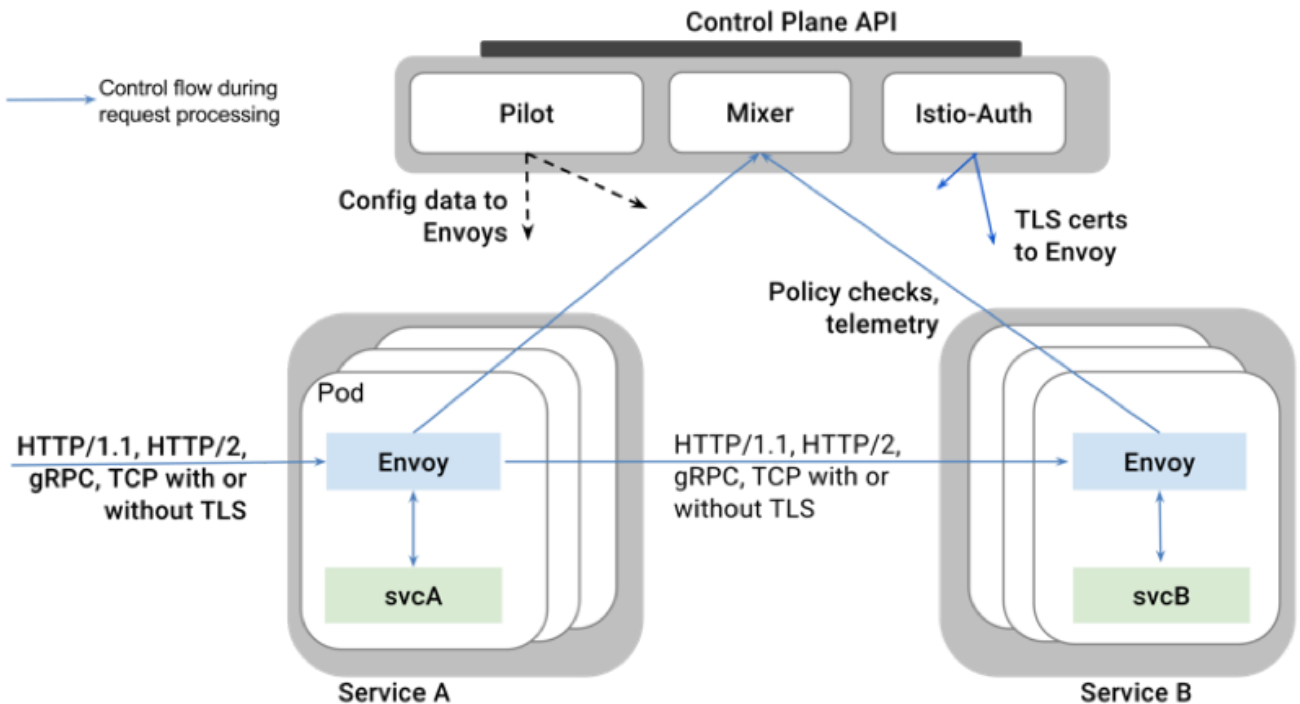 Control Plane API
Control flow during
request processing
Pilot
Mixer
Istio-Auth
Config data to
Envoys
TLS certs
to Envoy
Policy checks,
telemetry
Pod
HTTP/1.1, HTTP/2,
gRPC, TCP with or
without TLS
Envoy
HTTP/1.1, HTTP/2,
gRPC, TCP with or
without TLS
Envoy
svcA
svcB
Service A
Service B